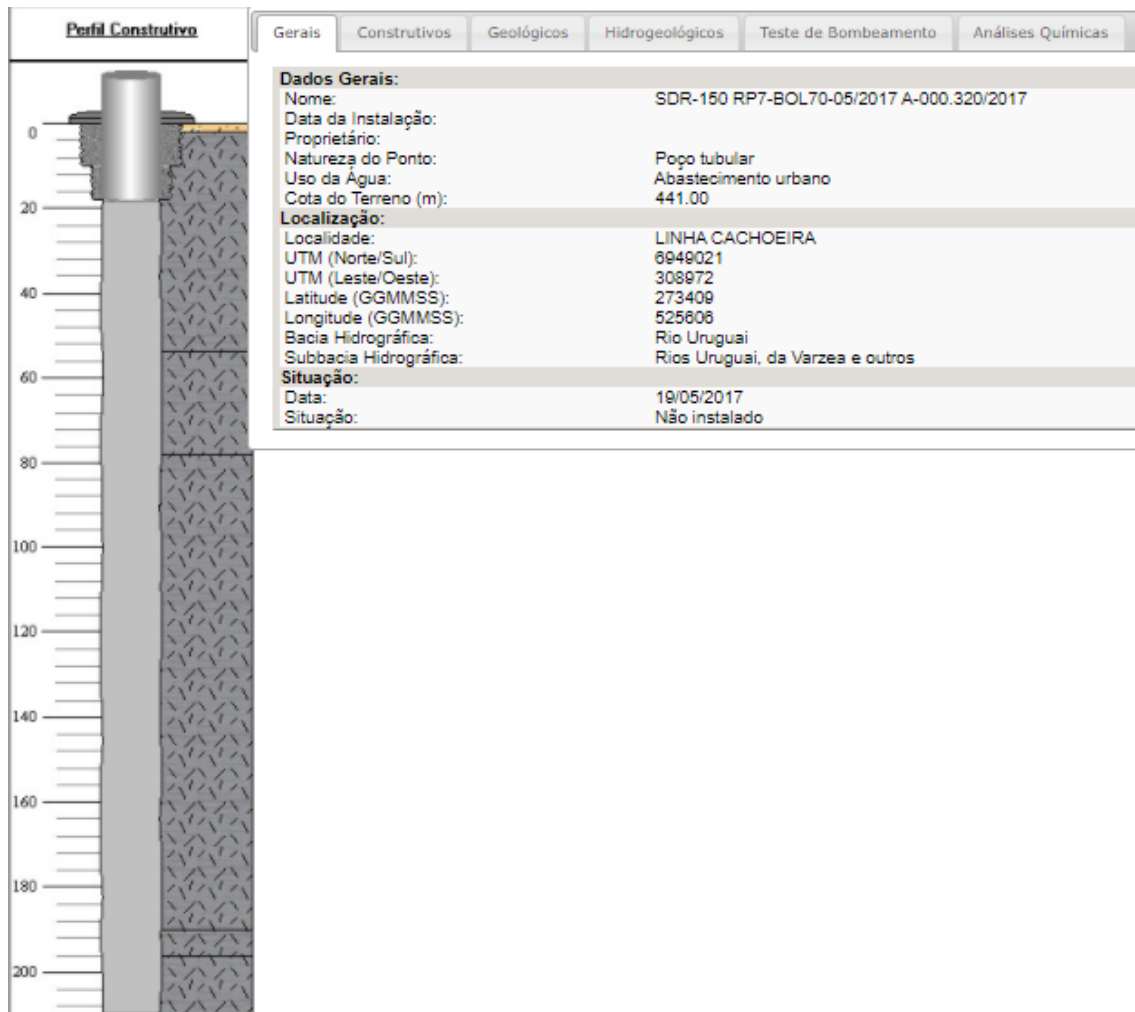 Perfil Construtivo
0
20
40
60
80
100
120
140
160
180
200
Gerais Construtivos Geológicos Hidrogeológicos Teste de Bombeamento Análises Químicas
Dados Gerais:
Nome: SDR-150 RP7-BOL70-05/2017 A-000.320/2017
Data da Instalação:
Proprietário:
Natureza do Ponto: Poço tubular
Uso da Água: Abastecimento urbano
Cota do Terreno (m): 441.00
Localização:
Localidade: LINHA CACHOEIRA
UTM (Norte/Sul): 6949021
UTM (Leste/Oeste): 308972
Latitude (GGMMSS): 273409
Longitude (GGMMSS): 525606
Bacia Hidrográfica: Rio Uruguai
Subbacia Hidrográfica: Rios Uruguai, da Varzea e outros
Situação:
Data: 19/05/2017
Situação: Não instalado